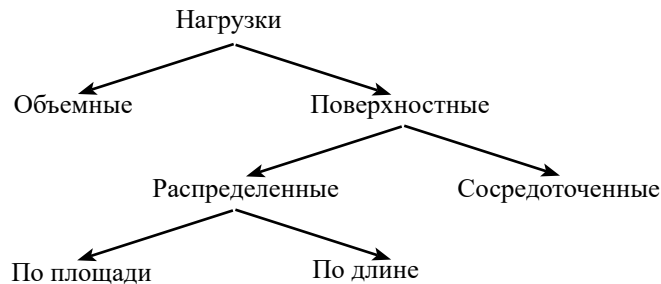 Нагрузки
Объемные Поверхностные
Распределенные Сосредоточенные
По площади По длине